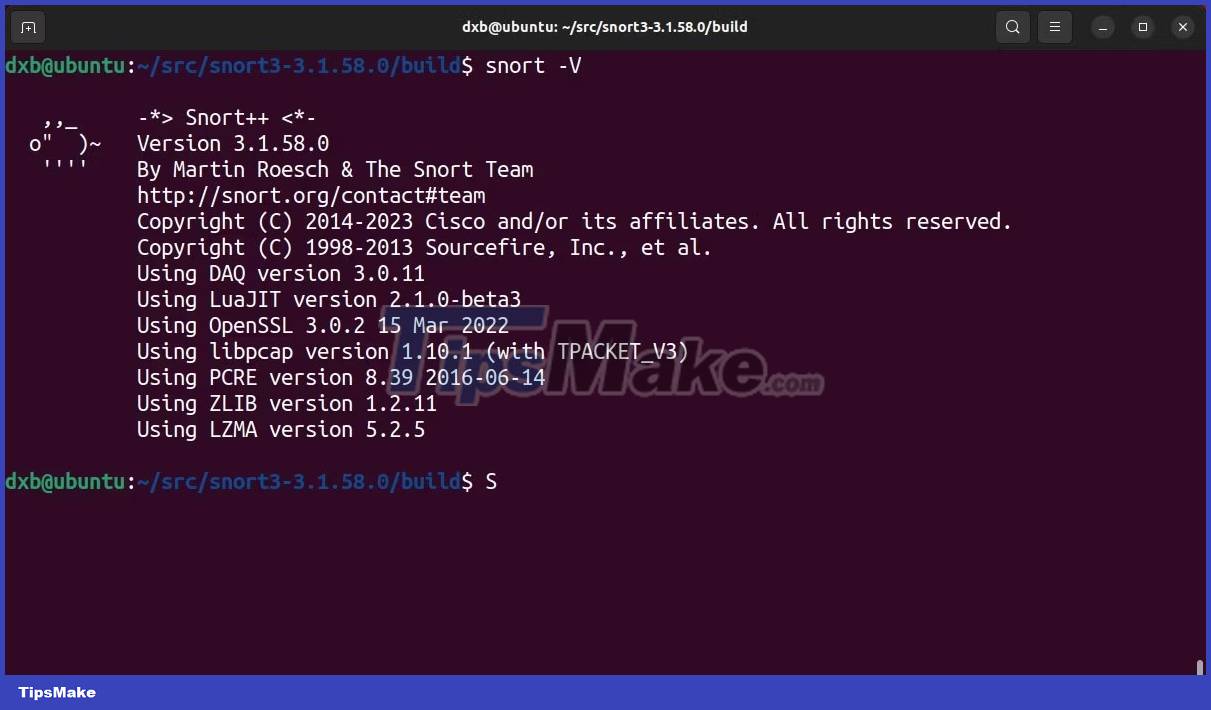 dxb@ubuntu: ~/src/snort3-3.1.58.0/build
dxb@ubuntu:~/src/snort3-3.1.58.0/build$ snort -V
,,_ -*> Snort++ <*-
o" )~ Version 3.1.58.0
'''' By Martin Roesch & The Snort Team
http://snort.org/contact#team
Copyright (C) 2014-2023 Cisco and/or its affiliates. All rights reserved.
Copyright (C) 1998-2013 Sourcefire, Inc., et al.
Using DAQ version 3.0.11
Using LuaJIT version 2.1.0-beta3
Using OpenSSL 3.0.2 15 Mar 2022
Using libpcap version 1.10.1 (with TPACKET_V3)
Using PCRE version 8.39 2016-06-14
Using ZLIB version 1.2.11
Using LZMA version 5.2.5
TipsMake.com
dxb@ubuntu:~/src/snort3-3.1.58.0/build$ S
TipsMake